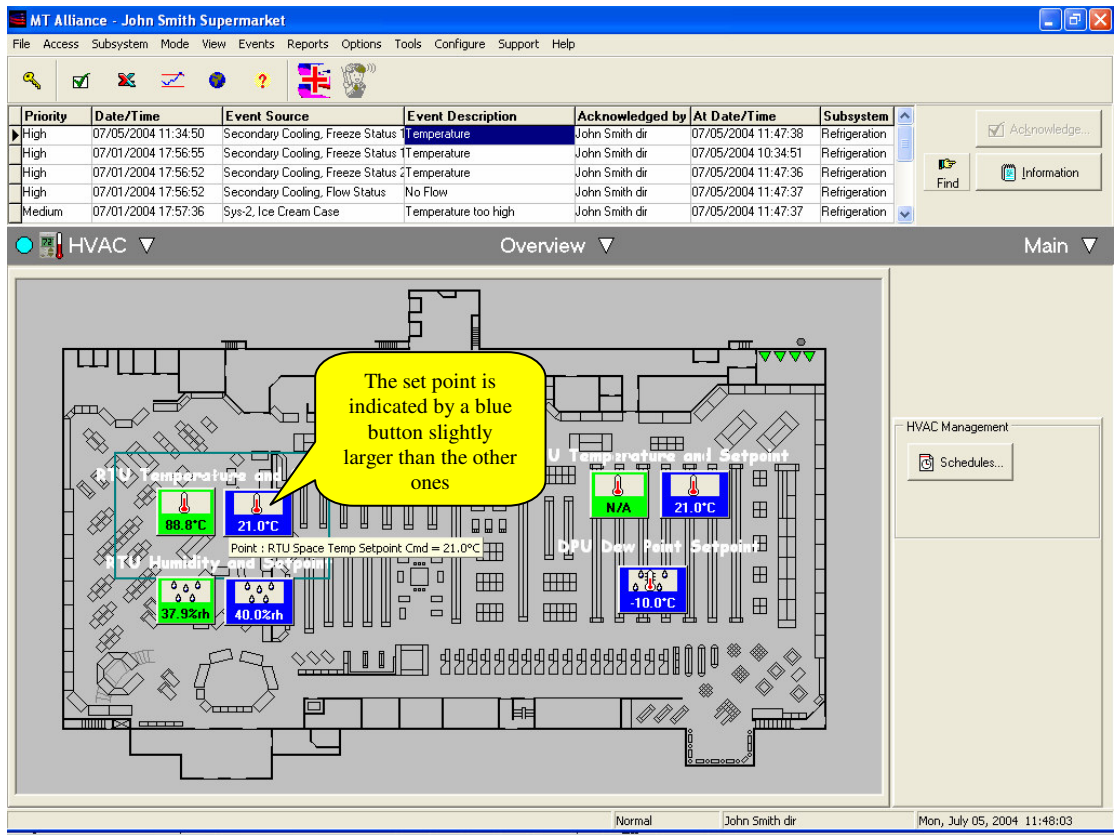 MT Alliance - John Smith Supermarket
File Access Subsystem Mode View Events Reports Options Tools Configure Support Help
Priority Date/Time Event Source Event Description Acknowledged by At Date/Time Subsystem
High 07/05/2004 11:34:50 Secondary Cooling, Freeze Status 1 Temperature John Smith dir 07/05/2004 11:47:38 Refrigeration
High 07/01/2004 17:56:55 Secondary Cooling, Freeze Status 1 Temperature John Smith dir 07/05/2004 10:34:51 Refrigeration
High 07/01/2004 17:56:52 Secondary Cooling, Freeze Status 2 Temperature John Smith dir 07/05/2004 11:47:36 Refrigeration
High 07/01/2004 17:56:52 Secondary Cooling, Flow Status No Flow John Smith dir 07/05/2004 11:47:37 Refrigeration
Medium 07/01/2004 17:57:36 Sys-2, Ice Cream Case Temperature too high John Smith dir 07/05/2004 11:47:37 Refrigeration
Acknowledge...
Find
Information
72
HVAC Overview Main
The set point is
indicated by a blue
button slightly
larger than the other
ones
RTU Temperature and
U Temperature and Setpoint
88.8°C 21.0°C
N/A 21.0°C
Point : RTU Space Temp Setpoint Cmd = 21.0°C
RTU Humidity and Setpoint
DPU Dew Point Setpoint
37.9%rh 40.0%rh
-10.0°C
HVAC Management
Schedules...
Normal John Smith dir Mon, July 05, 2004 11:48:03